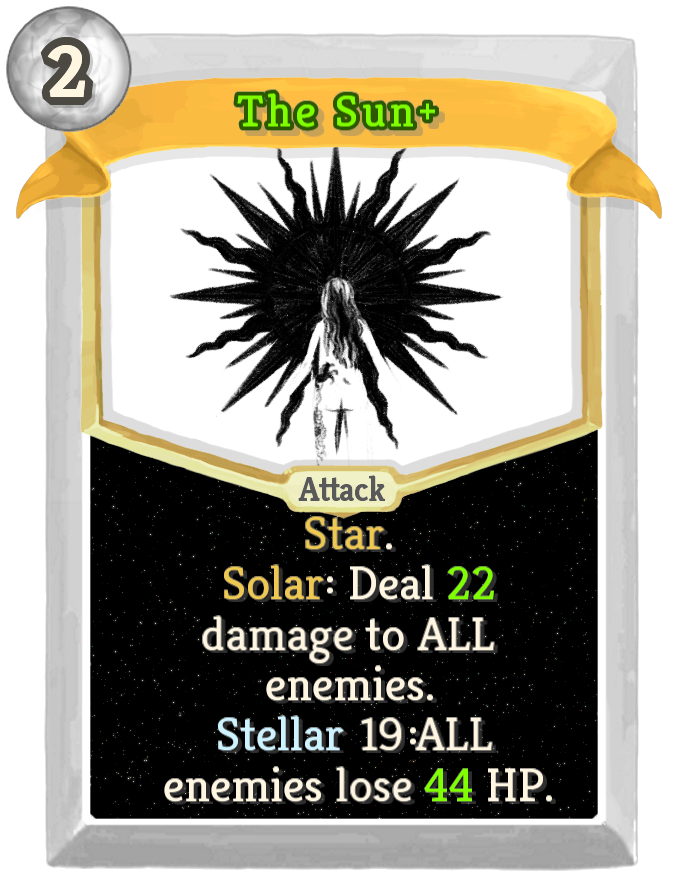 2
The Sun+
Attack
Star.
Solar: Deal 22
damage to ALL
enemies.
Stellar 19:ALL
enemies lose 44 HP.